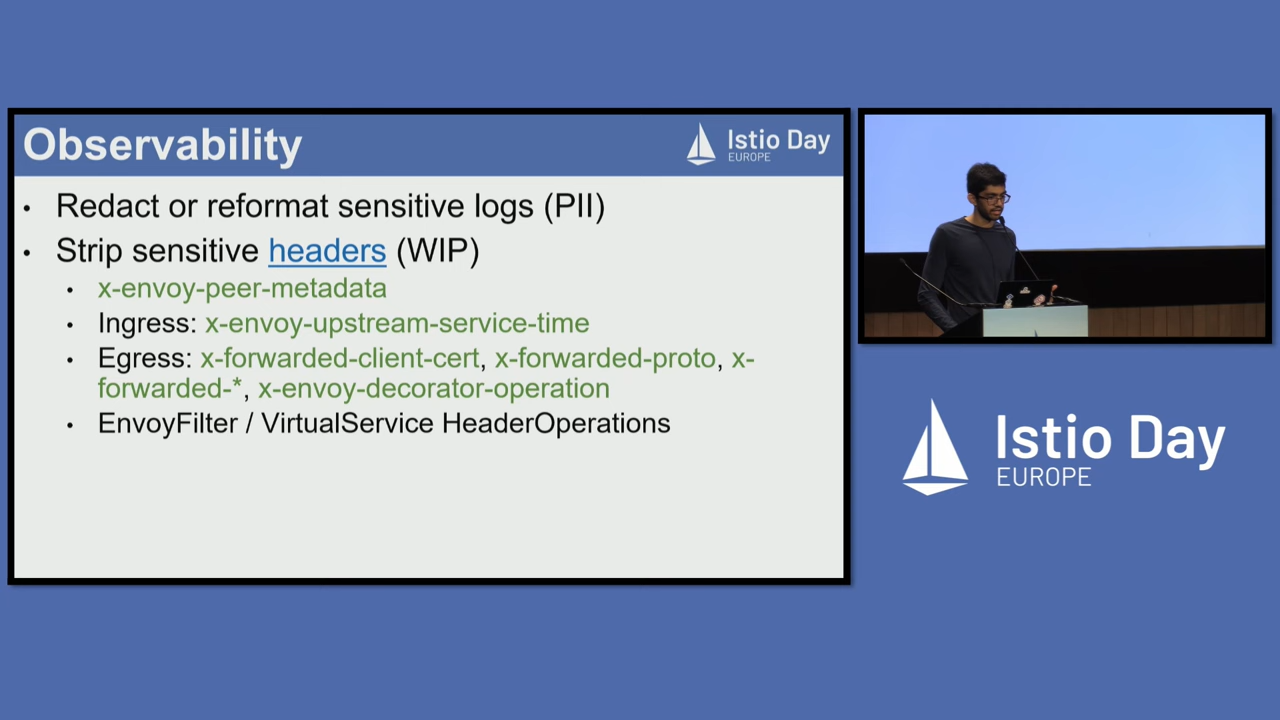 Observability
Istio Day
EUROPE
• Redact or reformat sensitive logs (PII)
• Strip sensitive headers (WIP)
• x-envoy-peer-metadata
• Ingress: x-envoy-upstream-service-time
• Egress: x-forwarded-client-cert, x-forwarded-proto, x-
forwarded-*, x-envoy-decorator-operation
• EnvoyFilter / VirtualService HeaderOperations
Istio Day
EUROPE